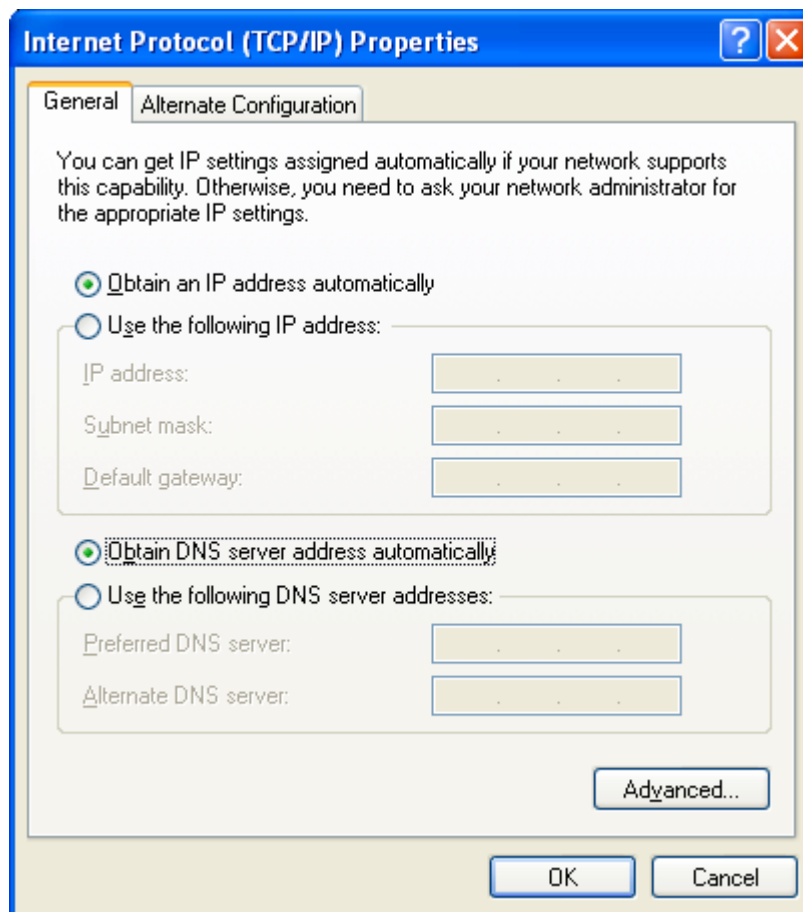 Internet Protocol (TCP/IP) Properties
General
Alternate Configuration
You can get IP settings assigned automatically if your network supports
this capability. Otherwise, you need to ask your network administrator for
the appropriate IP settings.
Obtain an IP address automatically
Use the following IP address:
IP address:
Subnet mask:
Default gateway:
Obtain DNS server address automatically
Use the following DNS server addresses:
Preferred DNS server:
Alternate DNS server:
Advanced...
OK
Cancel